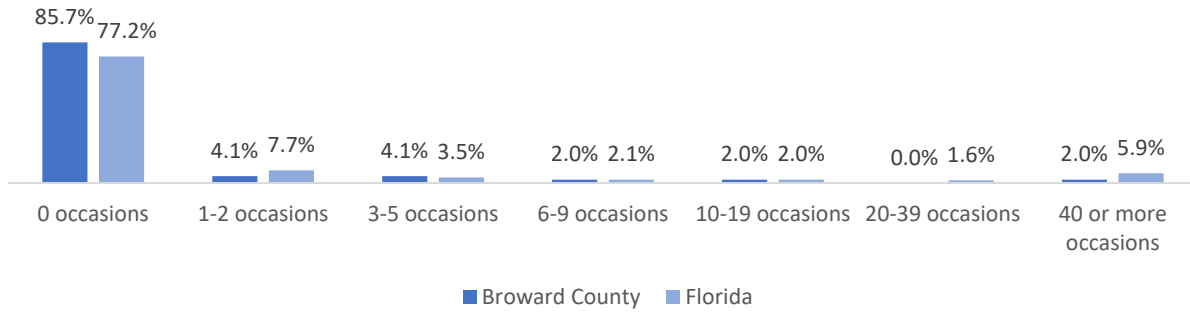 85.7% 77.2%
4.1% 7.7% 4.1% 3.5% 2.0% 2.1% 2.0% 2.0% 0.0% 1.6% 2.0% 5.9%
0 occasions 1-2 occasions 3-5 occasions 6-9 occasions 10-19 occasions 20-39 occasions 40 or more
occasions
Broward County Florida